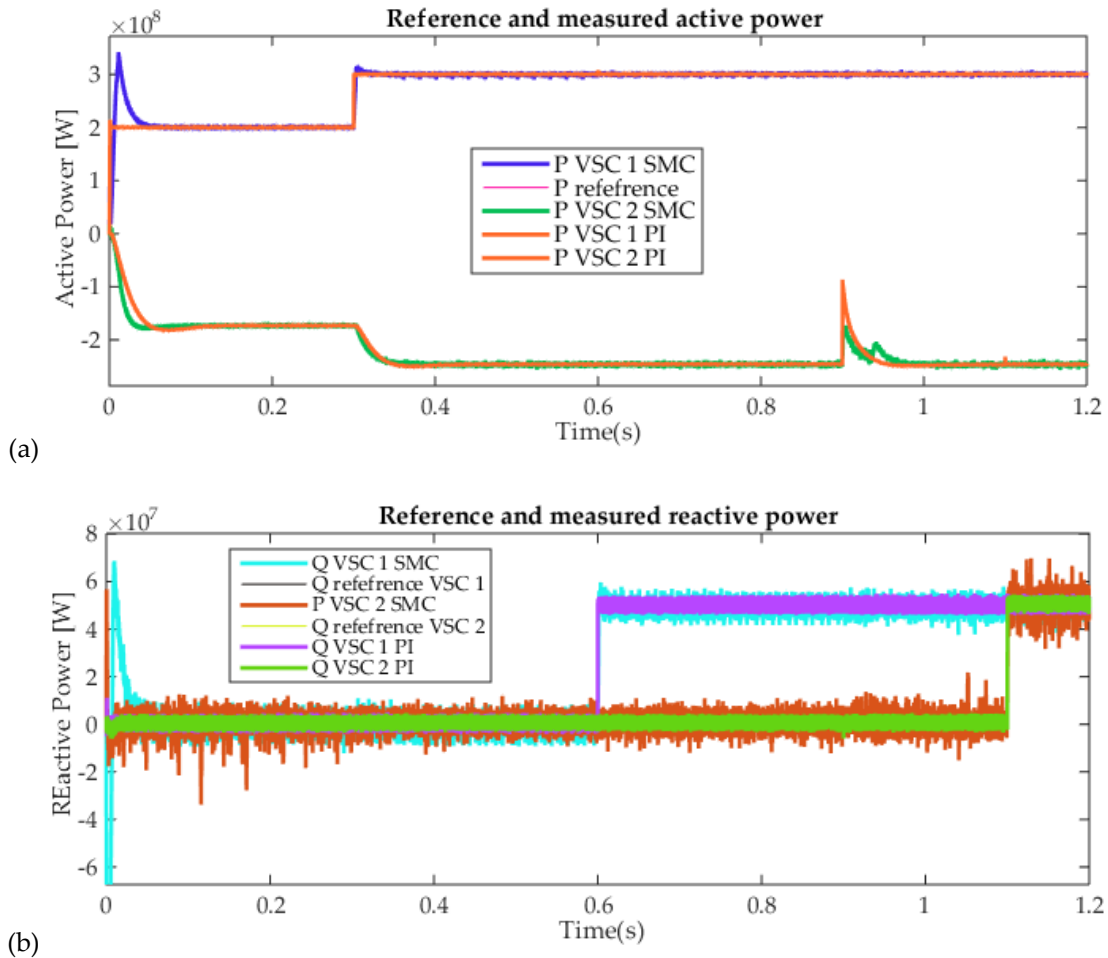 Reference and measured active power
×10⁸
3
2
1
0
-1
-2
Active Power [W]
P VSC 1 SMC
P refefrence
P VSC 2 SMC
P VSC 1 PI
P VSC 2 PI
0 0.2 0.4 0.6 0.8 1 1.2
Time(s)
(a)
Reference and measured reactive power
×10⁷
8
6
4
2
0
-2
-4
-6
REactive Power [W]
Q VSC 1 SMC
Q refefrence VSC 1
P VSC 2 SMC
Q refefrence VSC 2
Q VSC 1 PI
Q VSC 2 PI
0 0.2 0.4 0.6 0.8 1 1.2
Time(s)
(b)